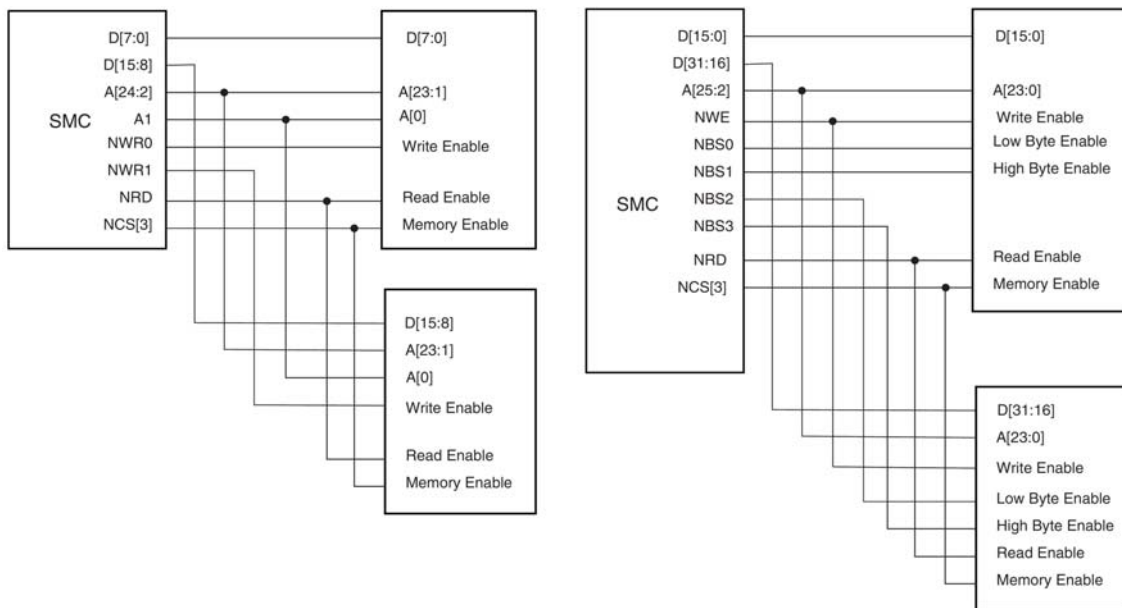 D[7:0]
D[15:8]
A[24:2]
A1
SMC
NWR0
NWR1
NRD
NCS[3]
D[7:0]
A[23:1]
A[0]
Write Enable
Read Enable
Memory Enable
D[15:8]
A[23:1]
A[0]
Write Enable
Read Enable
Memory Enable
D[15:0]
D[31:16]
A[25:2]
NWE
NBS0
NBS1
SMC
NBS2
NBS3
NRD
NCS[3]
D[15:0]
A[23:0]
Write Enable
Low Byte Enable
High Byte Enable
Read Enable
Memory Enable
D[31:16]
A[23:0]
Write Enable
Low Byte Enable
High Byte Enable
Read Enable
Memory Enable